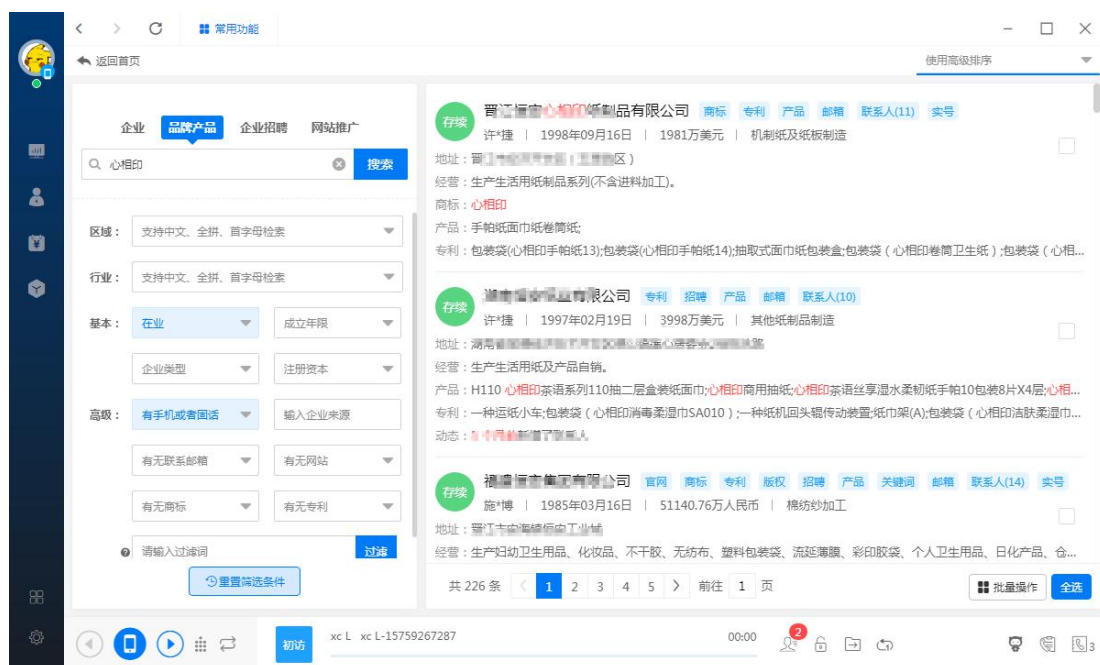 常用功能
返回首页
使用高级排序
企业 品牌产品 企业招聘 网站推广
心相印 搜索
区域： 支持中文、全拼、首字母检索
行业： 支持中文、全拼、首字母检索
基本： 在业 成立年限
企业类型 注册资本
高级： 有手机或者固话 输入企业来源
有无联系邮箱 有无网站
有无商标 有无专利
请输入过滤词 过滤
重置筛选条件
存续 心相印纸制品有限公司 商标 专利 产品 邮箱 联系人(11) 实号
许*捷 | 1998年09月16日 | 1981万美元 | 机制纸及纸板制造
地址：晋 区）
经营：生产生活用纸制品系列(不含进料加工)。
商标：心相印
产品：手帕纸面巾纸卷筒纸;
专利：包装袋(心相印手帕纸13);包装袋(心相印手帕纸14);抽取式面巾纸包装盒;包装袋（心相印卷筒卫生纸）;包装袋（心相...
存续 有限公司 专利 招聘 产品 邮箱 联系人(10)
许*捷 | 1997年02月19日 | 3998万美元 | 其他纸制品制造
地址：湖南
经营：生产生活用纸及产品自销。
产品：H110 心相印茶语系列110抽二层盒装纸面巾;心相印商用抽纸;心相印茶语丝享湿水柔韧纸手帕10包装8片X4层;心相...
专利：一种运纸小车;包装袋（心相印消毒柔湿巾SA010）;一种纸机回头辊传动装置;纸巾架(A);包装袋（心相印洁肤柔湿巾...
动态： 新增了联系人
存续 公司 官网 商标 专利 版权 招聘 产品 关键词 邮箱 联系人(14) 实号
施*博 | 1985年03月16日 | 51140.76万人民币 | 棉纺纱加工
地址：晋江市安海镇恒安工业城
经营：生产妇幼卫生用品、化妆品、不干胶、无纺布、塑料包装袋、流延薄膜、彩印胶袋、个人卫生用品、日化产品、仓...
共 226 条 1 2 3 4 5 前往 1 页 批量操作 全选
初访 xc L xc L-15759267287 00:00 2 3